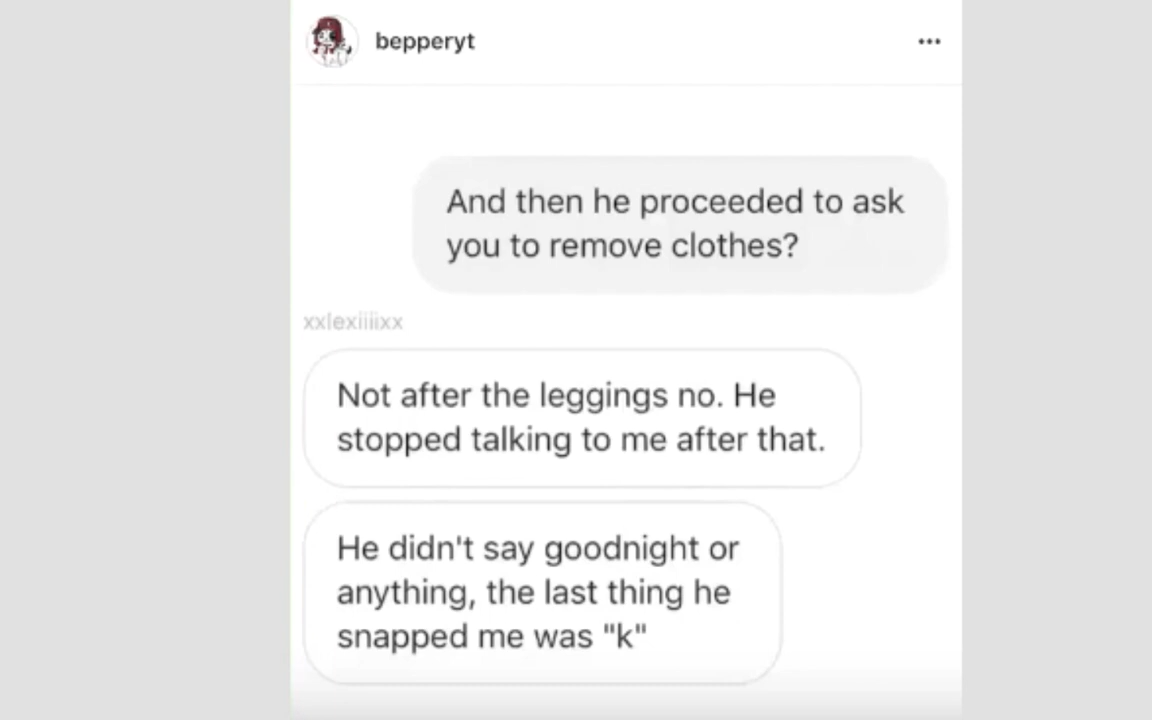 bepperyt
And then he proceeded to ask
you to remove clothes?
xxlexiiiixx
Not after the leggings no. He
stopped talking to me after that.
He didn't say goodnight or
anything, the last thing he
snapped me was "k"